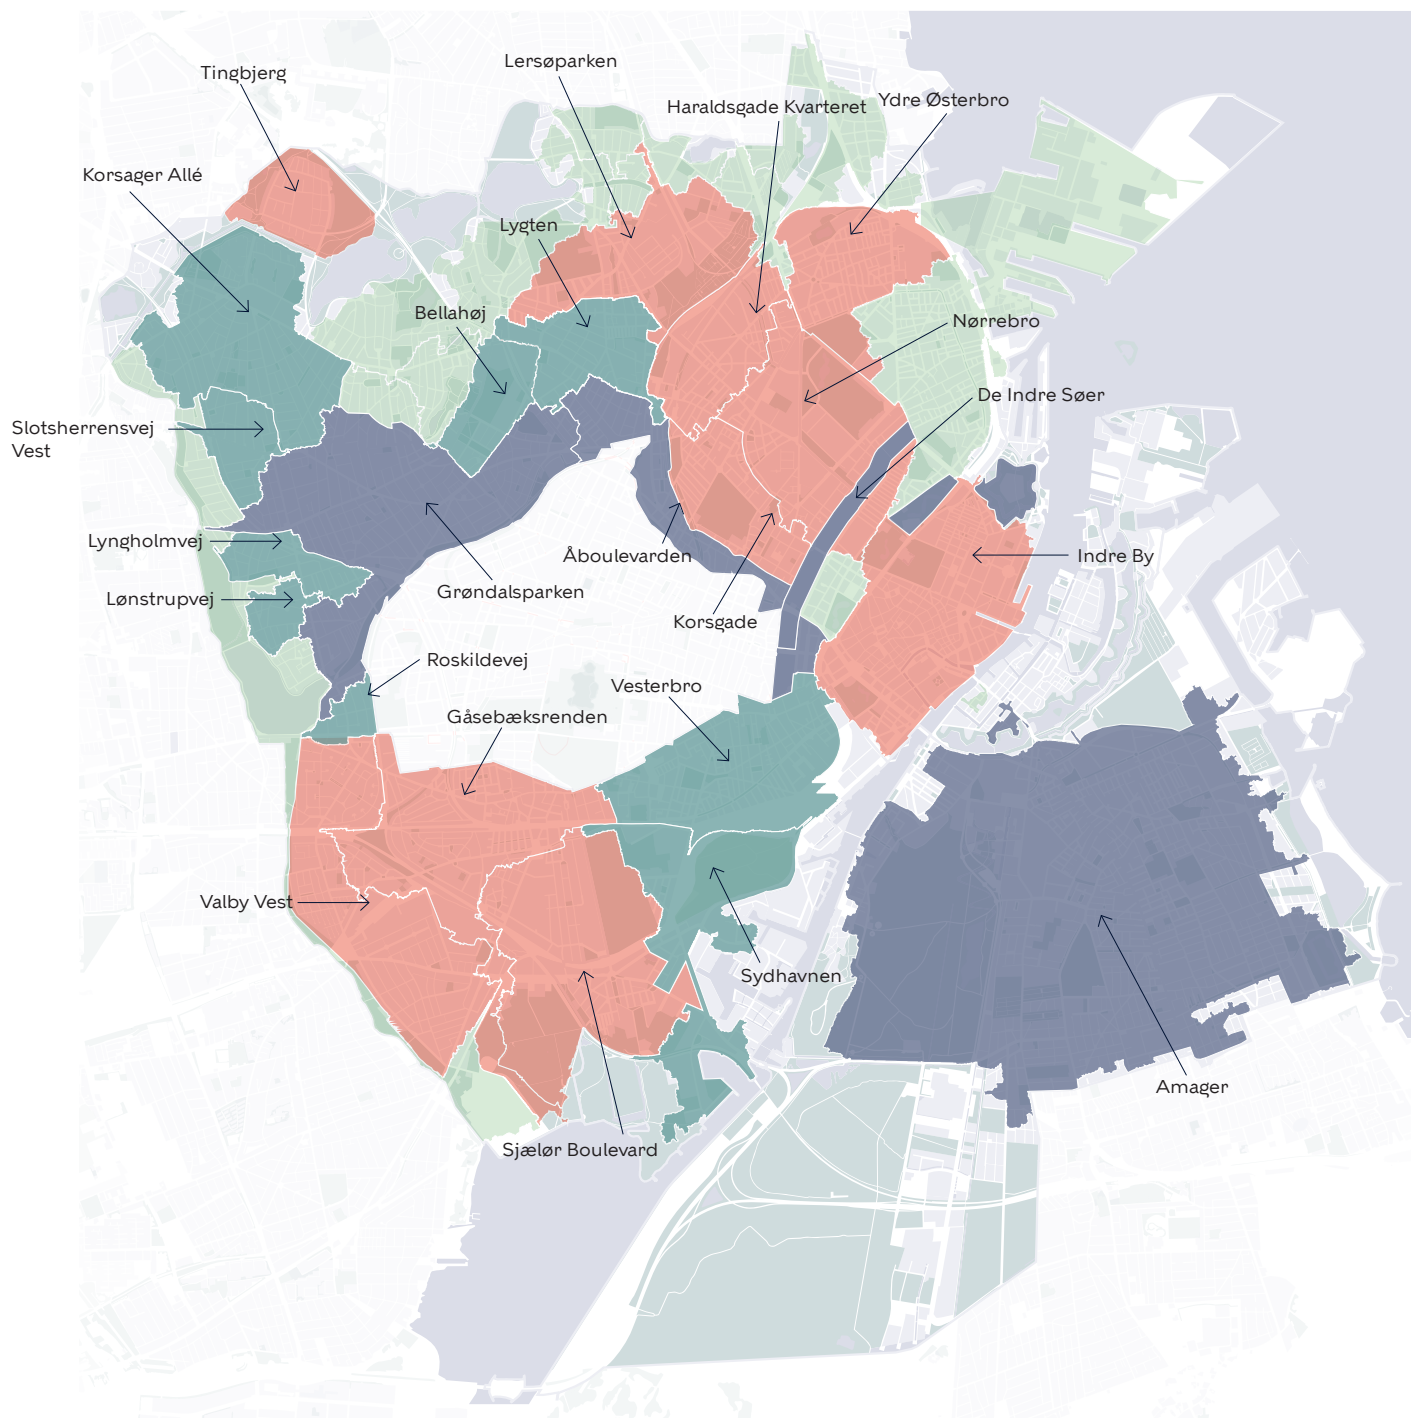 Lersøparken
Tingbjerg
Haraldsgade Kvarteret
Ydre Østerbro
Korsager Allé
Lygten
Bellahøj
Nørrebro
De Indre Søer
Slotsherrensvej
Vest
Lyngholmvej
Åboulevarden
Indre By
Grøndalsparken
Lønstrupvej
Korsgade
Roskildevej
Vesterbro
Gåsebæksrenden
Valby Vest
Sydhavnen
Amager
Sjælør Boulevard